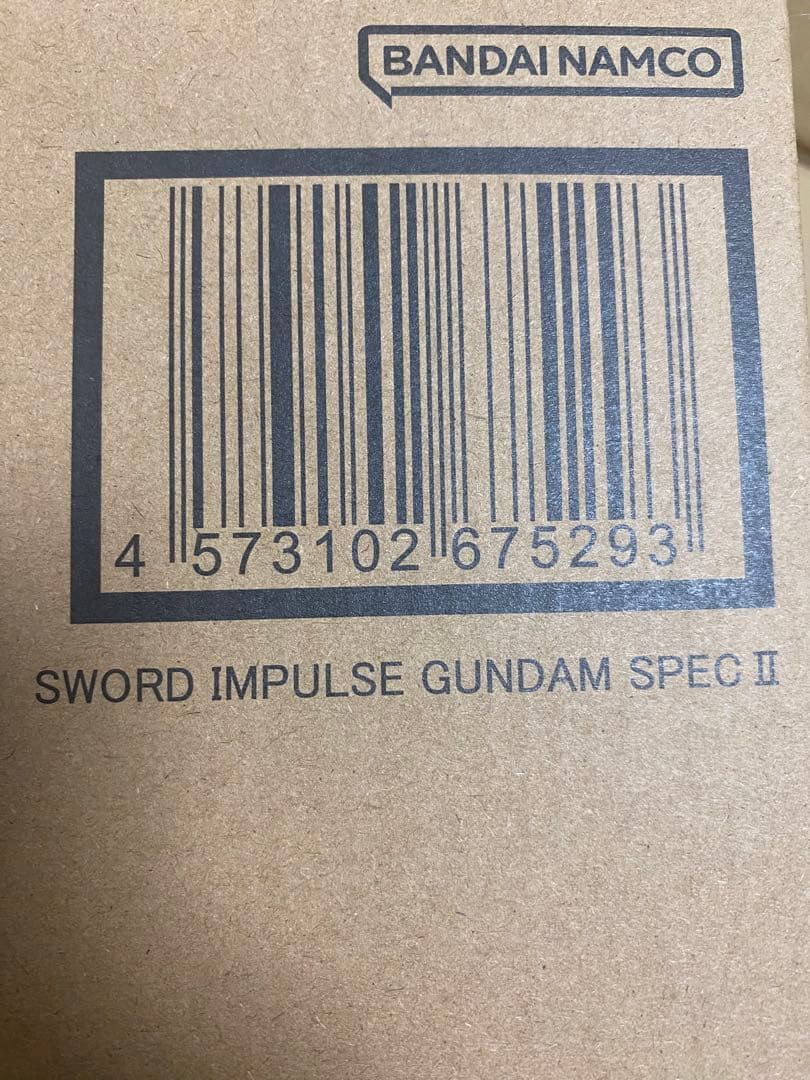 BANDAI NAMCO
4 573102 675293
SWORD IMPULSE GUNDAM SPEC Ⅱ